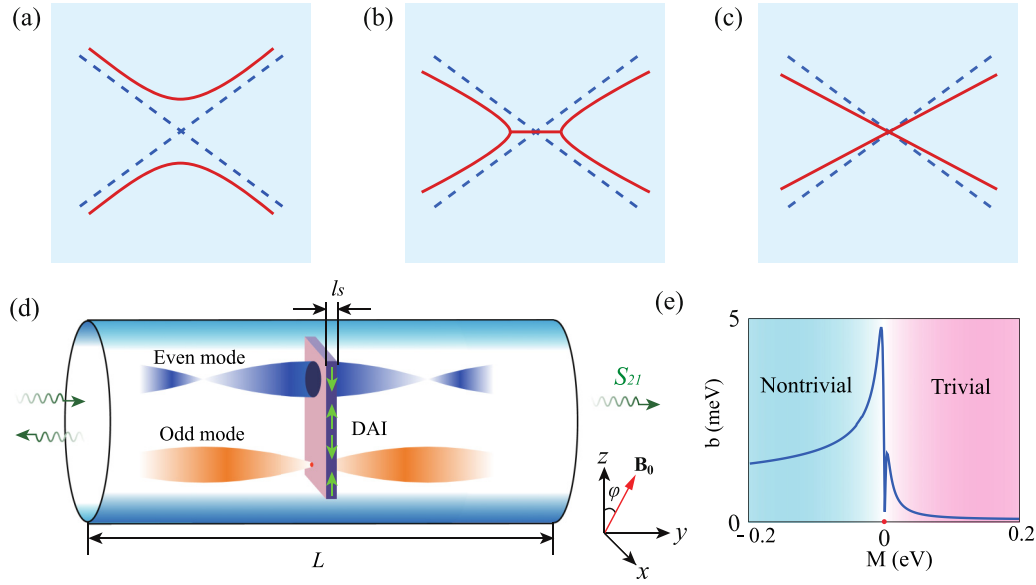 (a)
(b)
(c)
(d)
ls
Even mode
Odd mode
DAI
S21
z
B0
φ
y
x
L
(e)
5
b (meV)
Nontrivial
Trivial
0
- 0.2
0
0.2
M (eV)